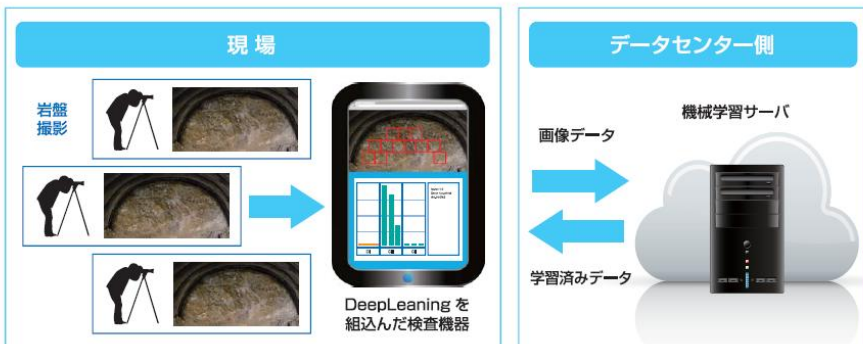 現場
岩盤
撮影
DeepLeaning を
組込んだ検査機器
データセンター側
機械学習サーバ
画像データ
学習済みデータ